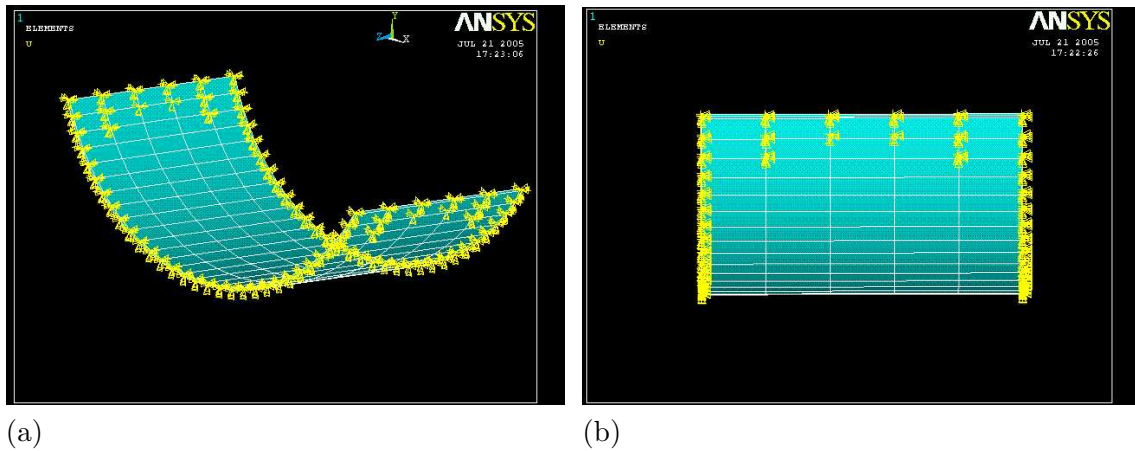 1
ELEMENTS
U
Y
Z
X
ANSYS
JUL 21 2005
17:23:06
(a)
1
ELEMENTS
U
ANSYS
JUL 21 2005
17:22:26
(b)